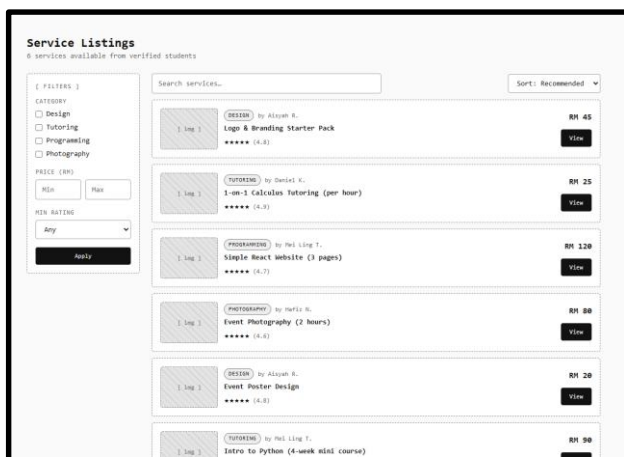 Service Listings
6 services available from verified students
[ FILTERS ]
CATEGORY
Design
Tutoring
Programming
Photography
PRICE (RM)
Min
Max
MIN RATING
Any
Apply
Search services…
Sort: Recommended
[ img ]
DESIGN by Aisyah R.
Logo & Branding Starter Pack
★★★★★ (4.8)
RM 45
View
[ img ]
TUTORING by Daniel K.
1-on-1 Calculus Tutoring (per hour)
★★★★★ (4.9)
RM 25
View
[ img ]
PROGRAMMING by Mei Ling T.
Simple React Website (3 pages)
★★★★★ (4.7)
RM 120
View
[ img ]
PHOTOGRAPHY by Hafiz N.
Event Photography (2 hours)
★★★★★ (4.6)
RM 80
View
[ img ]
DESIGN by Aisyah R.
Event Poster Design
★★★★★ (4.8)
RM 20
View
[ img ]
TUTORING by Mei Ling T.
Intro to Python (4-week mini course)
RM 90